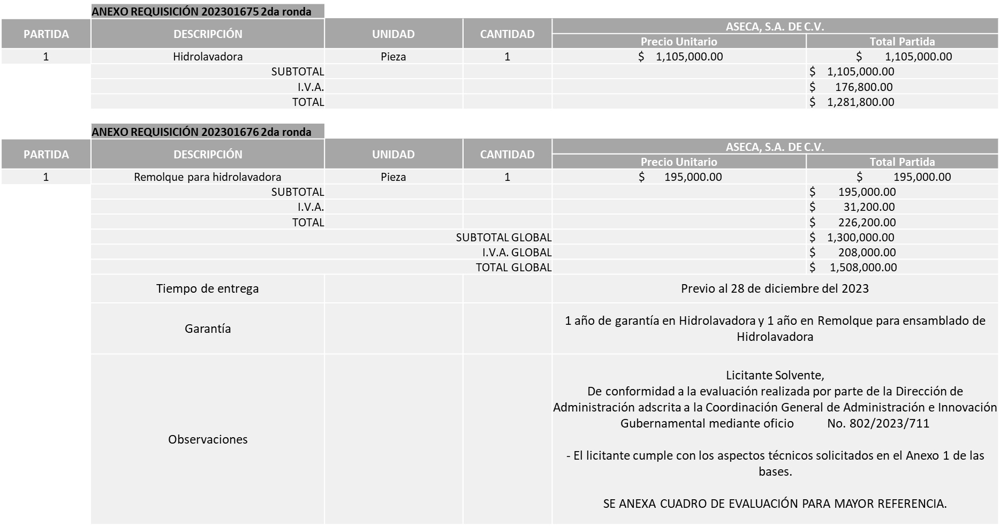 ANEXO REQUISICIÓN 202301675 2da ronda
PARTIDA DESCRIPCIÓN UNIDAD CANTIDAD ASECA, S.A. DE C.V.
Precio Unitario Total Partida
1 Hidrolavadora Pieza 1 $ 1,105,000.00 $ 1,105,000.00
SUBTOTAL $ 1,105,000.00
I.V.A. $ 176,800.00
TOTAL $ 1,281,800.00
ANEXO REQUISICIÓN 202301676 2da ronda
PARTIDA DESCRIPCIÓN UNIDAD CANTIDAD ASECA, S.A. DE C.V.
Precio Unitario Total Partida
1 Remolque para hidrolavadora Pieza 1 $ 195,000.00 $ 195,000.00
SUBTOTAL $ 195,000.00
I.V.A. $ 31,200.00
TOTAL $ 226,200.00
SUBTOTAL GLOBAL $ 1,300,000.00
I.V.A. GLOBAL $ 208,000.00
TOTAL GLOBAL $ 1,508,000.00
Tiempo de entrega Previo al 28 de diciembre del 2023
Garantía
1 año de garantía en Hidrolavadora y 1 año en Remolque para ensamblado de
Hidrolavadora
Observaciones
Licitante Solvente,
De conformidad a la evaluación realizada por parte de la Dirección de
Administración adscrita a la Coordinación General de Administración e Innovación
Gubernamental mediante oficio No. 802/2023/711
- El licitante cumple con los aspectos técnicos solicitados en el Anexo 1 de las
bases.
SE ANEXA CUADRO DE EVALUACIÓN PARA MAYOR REFERENCIA.